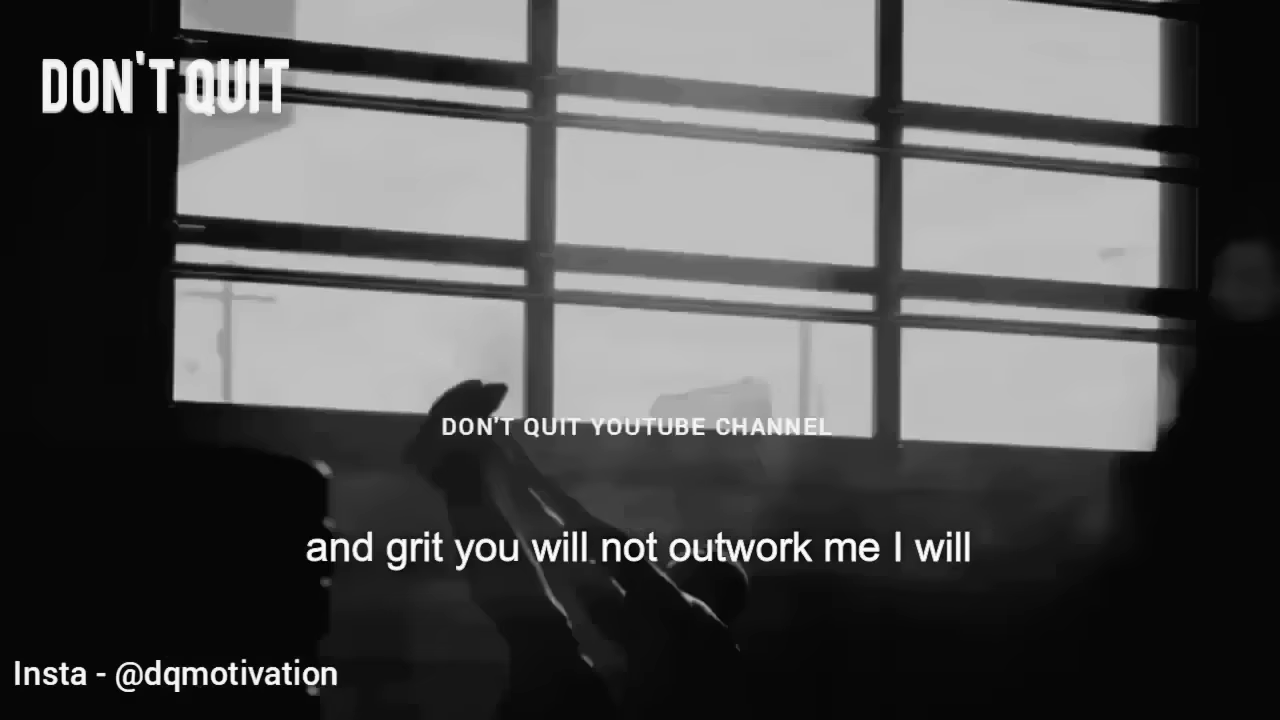 DON'T QUIT
DON'T QUIT YOUTUBE CHANNEL
and grit you will not outwork me I will
Insta - @dqmotivation